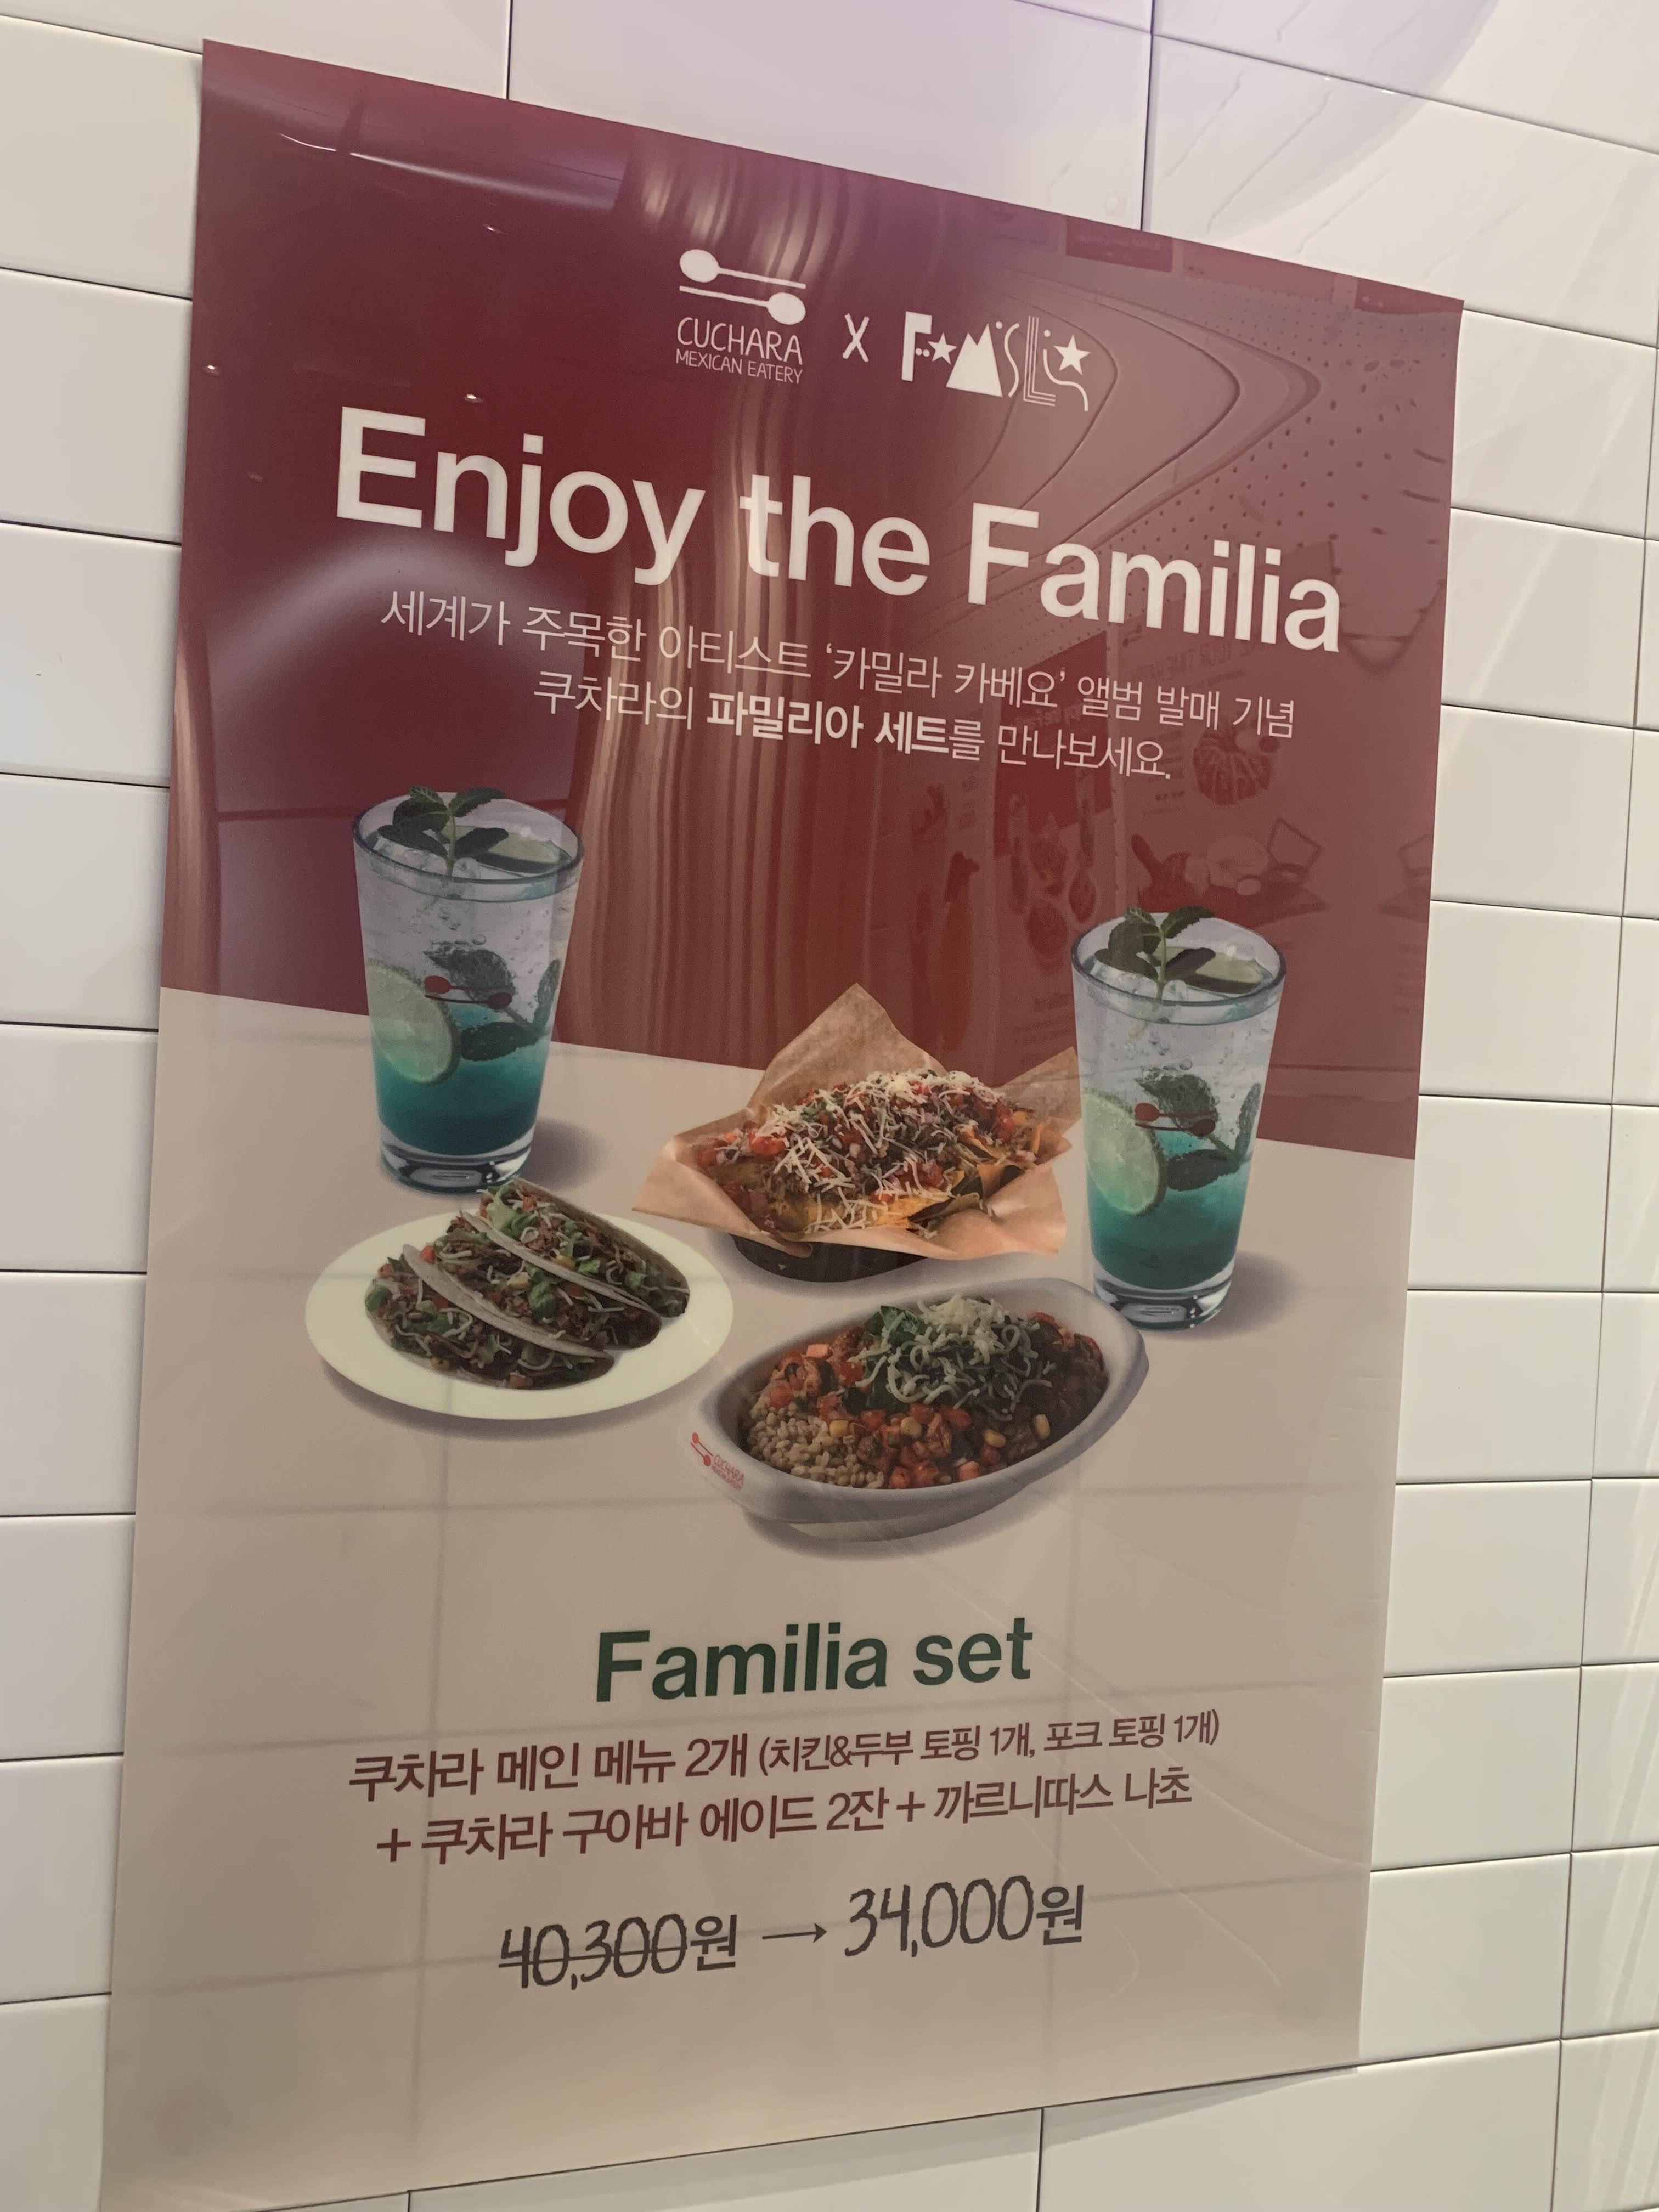 CUCHARA
MEXICAN EATERY
X
FAMILIA
Enjoy the Familia
세계가 주목한 아티스트 '카밀라 카베요' 앨범 발매 기념
쿠차라의 파밀리아 세트를 만나보세요.
CUCHARA
Familia set
쿠차라 메인 메뉴 2개 (치킨&두부 토핑 1개, 포크 토핑 1개)
+ 쿠차라 구아바 에이드 2잔 + 까르니따스 나초
40,300원 → 34,000원